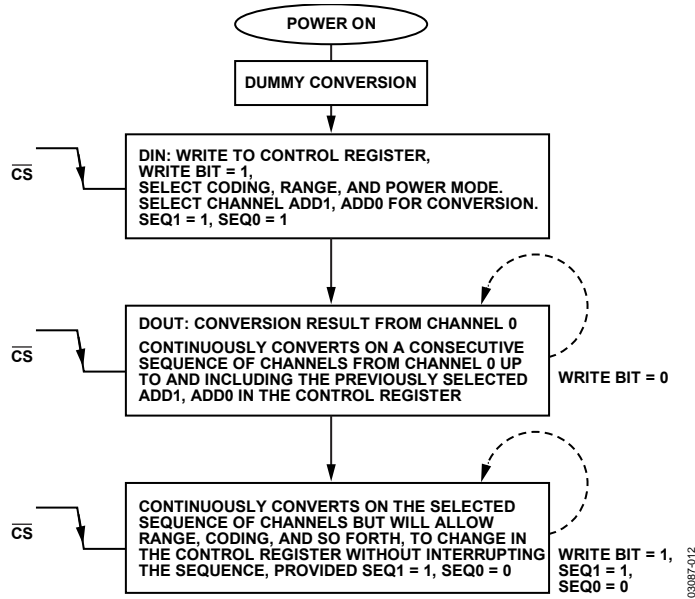 POWER ON
DUMMY CONVERSION
CS
DIN: WRITE TO CONTROL REGISTER,
WRITE BIT = 1,
SELECT CODING, RANGE, AND POWER MODE.
SELECT CHANNEL ADD1, ADD0 FOR CONVERSION.
SEQ1 = 1, SEQ0 = 1
CS
DOUT: CONVERSION RESULT FROM CHANNEL 0
CONTINUOUSLY CONVERTS ON A CONSECUTIVE
SEQUENCE OF CHANNELS FROM CHANNEL 0 UP
TO AND INCLUDING THE PREVIOUSLY SELECTED
ADD1, ADD0 IN THE CONTROL REGISTER
WRITE BIT = 0
CS
CONTINUOUSLY CONVERTS ON THE SELECTED
SEQUENCE OF CHANNELS BUT WILL ALLOW
RANGE, CODING, AND SO FORTH, TO CHANGE IN
THE CONTROL REGISTER WITHOUT INTERRUPTING
THE SEQUENCE, PROVIDED SEQ1 = 1, SEQ0 = 0
WRITE BIT = 1,
SEQ1 = 1,
SEQ0 = 0
03087-012